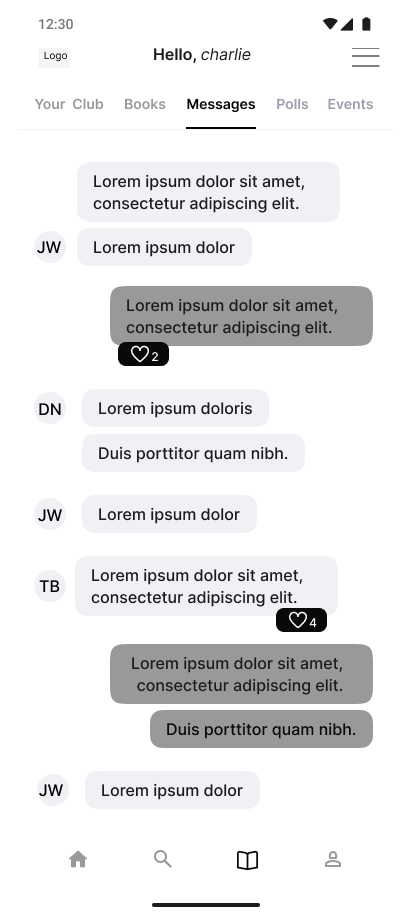 12:30
Logo
Hello, charlie
Your Club Books Messages Polls Events
Lorem ipsum dolor sit amet,
consectetur adipiscing elit.
JW
Lorem ipsum dolor
Lorem ipsum dolor sit amet,
consectetur adipiscing elit.
2
DN
Lorem ipsum doloris
Duis porttitor quam nibh.
JW
Lorem ipsum dolor
TB
Lorem ipsum dolor sit amet,
consectetur adipiscing elit.
4
Lorem ipsum dolor sit amet,
consectetur adipiscing elit.
Duis porttitor quam nibh.
JW
Lorem ipsum dolor